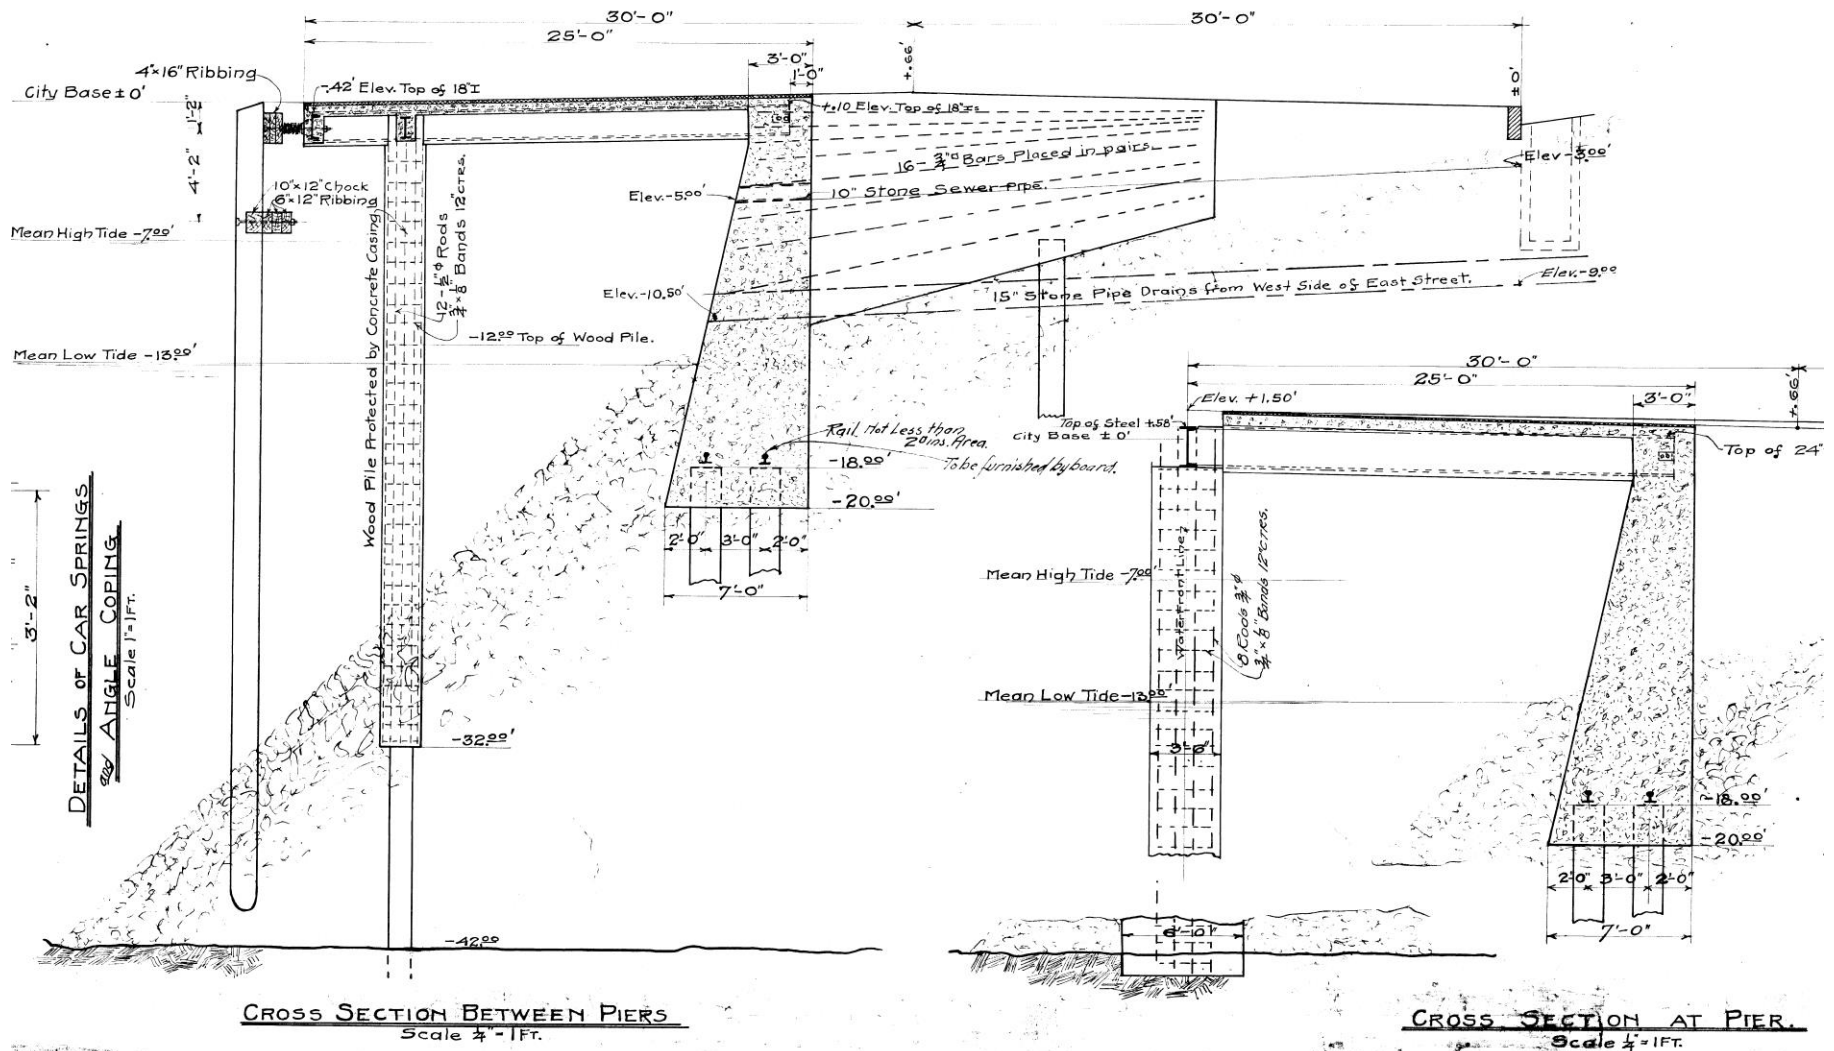 30'-0"
30'-0"
25'-0"
3'-0"
1'-0"
+.66'
±0'
4"×16" Ribbing
City Base ± 0'
1'-2"
-.42' Elev. Top of 18" I
+.10 Elev. Top of 18" Is
4'-2"
16-¾" Bars Placed in pairs
Elev -3.00'
10"×12" Chock
6"×12" Ribbing
Elev.-5.00'
10" Stone Sewer Pipe.
Mean High Tide -7.00'
Wood Pile Protected by Concrete Casing.
12-½" ϕ Rods
¾"×⅛" Bands 12" CTRS.
Elev.-10.50'
15" Stone Pipe Drains from West Side of East Street.
Elev.-9.00
-12.00 Top of Wood Pile.
Mean Low Tide -13.00'
Rail Not Less than
2 ins. Area.
To be furnished by board.
-18.00'
-20.00'
2'-0"
3'-0"
2'-0"
7'-0"
-32.00'
-42.00
DETAILS OF CAR SPRINGS
and ANGLE COPING
Scale 1"=1FT.
3'-2"
CROSS SECTION BETWEEN PIERS
Scale ¼"=1FT.
30'-0"
25'-0"
3'-0"
+.66'
Elev. +1.50'
Top of Steel +.58'
City Base ± 0'
Top of 24"
Mean High Tide -7.00'
Waterfront Line
8 Rods ¾" ϕ
¾"×⅛" Bands 12" CTRS.
Mean Low Tide -13.00'
3'-6"
-18.00'
-20.00'
2'-0"
3'-0"
2'-0"
7'-0"
6'-0"
CROSS SECTION AT PIER.
Scale ¼"=1FT.